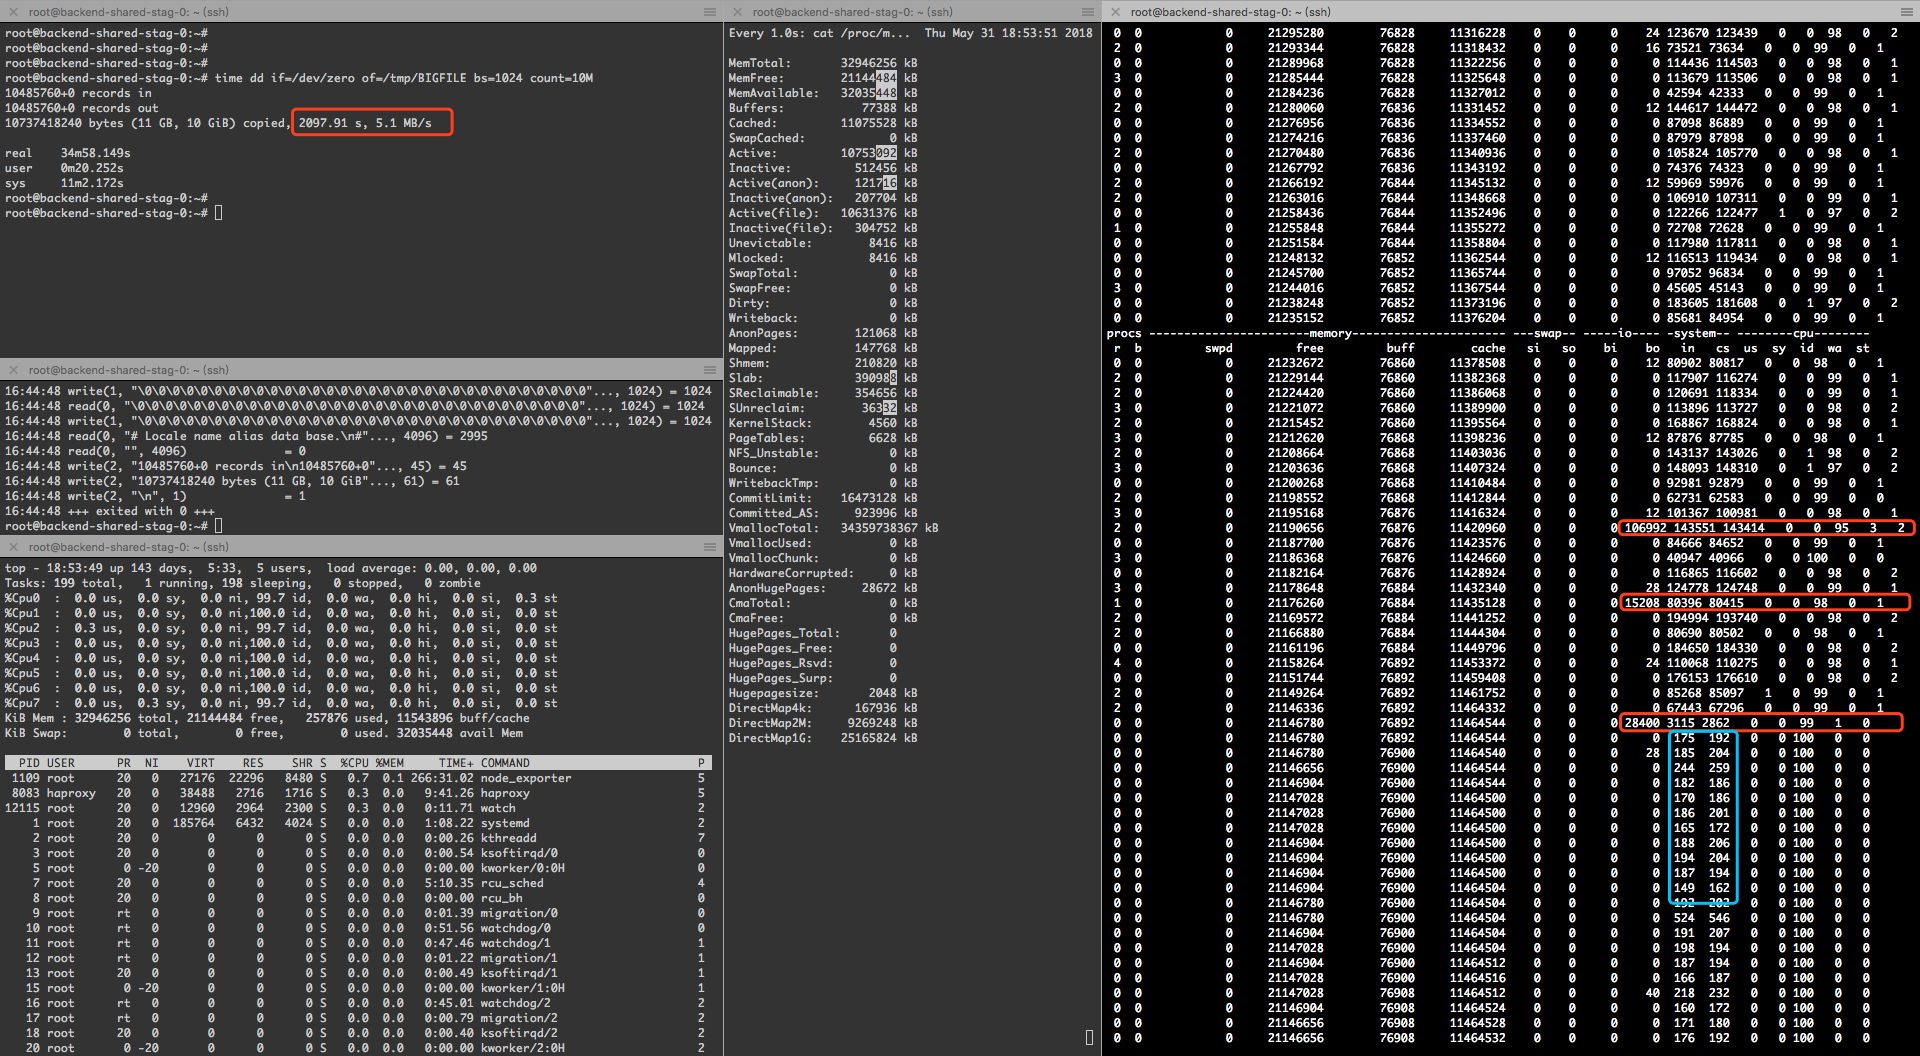 root@backend-shared-stag-0: ~ (ssh)
root@backend-shared-stag-0:~#
root@backend-shared-stag-0:~#
root@backend-shared-stag-0:~#
root@backend-shared-stag-0:~# time dd if=/dev/zero of=/tmp/BIGFILE bs=1024 count=10M
10485760+0 records in
10485760+0 records out
10737418240 bytes (11 GB, 10 GiB) copied, 2097.91 s, 5.1 MB/s
real 34m58.149s
user 0m20.252s
sys 11m2.172s
root@backend-shared-stag-0:~#
root@backend-shared-stag-0:~#
root@backend-shared-stag-0: ~ (ssh)
16:44:48 write(1, "\0\0\0\0\0\0\0\0\0\0\0\0\0\0\0\0\0\0\0\0\0\0\0\0\0\0\0\0\0\0\0\0"..., 1024) = 1024
16:44:48 read(0, "\0\0\0\0\0\0\0\0\0\0\0\0\0\0\0\0\0\0\0\0\0\0\0\0\0\0\0\0\0\0\0\0"..., 1024) = 1024
16:44:48 write(1, "\0\0\0\0\0\0\0\0\0\0\0\0\0\0\0\0\0\0\0\0\0\0\0\0\0\0\0\0\0\0\0\0"..., 1024) = 1024
16:44:48 read(0, "# Locale name alias data base.\n#"..., 4096) = 2995
16:44:48 read(0, "", 4096) = 0
16:44:48 write(2, "10485760+0 records in\n10485760+0"..., 45) = 45
16:44:48 write(2, "10737418240 bytes (11 GB, 10 GiB"..., 61) = 61
16:44:48 write(2, "\n", 1) = 1
16:44:48 +++ exited with 0 +++
root@backend-shared-stag-0:~#
root@backend-shared-stag-0: ~ (ssh)
top - 18:53:49 up 143 days, 5:33, 5 users, load average: 0.00, 0.00, 0.00
Tasks: 199 total, 1 running, 198 sleeping, 0 stopped, 0 zombie
%Cpu0 : 0.0 us, 0.0 sy, 0.0 ni, 99.7 id, 0.0 wa, 0.0 hi, 0.0 si, 0.3 st
%Cpu1 : 0.0 us, 0.0 sy, 0.0 ni,100.0 id, 0.0 wa, 0.0 hi, 0.0 si, 0.0 st
%Cpu2 : 0.3 us, 0.0 sy, 0.0 ni, 99.7 id, 0.0 wa, 0.0 hi, 0.0 si, 0.0 st
%Cpu3 : 0.0 us, 0.0 sy, 0.0 ni,100.0 id, 0.0 wa, 0.0 hi, 0.0 si, 0.0 st
%Cpu4 : 0.0 us, 0.0 sy, 0.0 ni,100.0 id, 0.0 wa, 0.0 hi, 0.0 si, 0.0 st
%Cpu5 : 0.0 us, 0.0 sy, 0.0 ni,100.0 id, 0.0 wa, 0.0 hi, 0.0 si, 0.0 st
%Cpu6 : 0.0 us, 0.0 sy, 0.0 ni,100.0 id, 0.0 wa, 0.0 hi, 0.0 si, 0.0 st
%Cpu7 : 0.0 us, 0.3 sy, 0.0 ni, 99.7 id, 0.0 wa, 0.0 hi, 0.0 si, 0.0 st
KiB Mem : 32946256 total, 21144484 free, 257876 used, 11543896 buff/cache
KiB Swap: 0 total, 0 free, 0 used. 32035448 avail Mem
PID USER PR NI VIRT RES SHR S %CPU %MEM TIME+ COMMAND P
1109 root 20 0 27176 22296 8480 S 0.7 0.1 266:31.02 node_exporter 5
8083 haproxy 20 0 38488 2716 1716 S 0.3 0.0 9:41.26 haproxy 5
12115 root 20 0 12960 2964 2300 S 0.3 0.0 0:11.71 watch 2
1 root 20 0 185764 6432 4024 S 0.0 0.0 1:08.22 systemd 2
2 root 20 0 0 0 0 S 0.0 0.0 0:00.26 kthreadd 7
3 root 20 0 0 0 0 S 0.0 0.0 0:00.54 ksoftirqd/0 0
5 root 0 -20 0 0 0 S 0.0 0.0 0:00.00 kworker/0:0H 0
7 root 20 0 0 0 0 S 0.0 0.0 5:10.35 rcu_sched 4
8 root 20 0 0 0 0 S 0.0 0.0 0:00.00 rcu_bh 0
9 root rt 0 0 0 0 S 0.0 0.0 0:01.39 migration/0 0
10 root rt 0 0 0 0 S 0.0 0.0 0:51.56 watchdog/0 0
11 root rt 0 0 0 0 S 0.0 0.0 0:47.46 watchdog/1 1
12 root rt 0 0 0 0 S 0.0 0.0 0:01.22 migration/1 1
13 root 20 0 0 0 0 S 0.0 0.0 0:00.49 ksoftirqd/1 1
15 root 0 -20 0 0 0 S 0.0 0.0 0:00.00 kworker/1:0H 1
16 root rt 0 0 0 0 S 0.0 0.0 0:45.01 watchdog/2 2
17 root rt 0 0 0 0 S 0.0 0.0 0:00.79 migration/2 2
18 root 20 0 0 0 0 S 0.0 0.0 0:00.40 ksoftirqd/2 2
20 root 0 -20 0 0 0 S 0.0 0.0 0:00.00 kworker/2:0H 2
root@backend-shared-stag-0: ~ (ssh)
Every 1.0s: cat /proc/m... Thu May 31 18:53:51 2018
MemTotal: 32946256 kB
MemFree: 21144484 kB
MemAvailable: 32035448 kB
Buffers: 77388 kB
Cached: 11075528 kB
SwapCached: 0 kB
Active: 10753092 kB
Inactive: 512456 kB
Active(anon): 121716 kB
Inactive(anon): 207704 kB
Active(file): 10631376 kB
Inactive(file): 304752 kB
Unevictable: 8416 kB
Mlocked: 8416 kB
SwapTotal: 0 kB
SwapFree: 0 kB
Dirty: 0 kB
Writeback: 0 kB
AnonPages: 121068 kB
Mapped: 147768 kB
Shmem: 210820 kB
Slab: 390988 kB
SReclaimable: 354656 kB
SUnreclaim: 36332 kB
KernelStack: 4560 kB
PageTables: 6628 kB
NFS_Unstable: 0 kB
Bounce: 0 kB
WritebackTmp: 0 kB
CommitLimit: 16473128 kB
Committed_AS: 923996 kB
VmallocTotal: 34359738367 kB
VmallocUsed: 0 kB
VmallocChunk: 0 kB
HardwareCorrupted: 0 kB
AnonHugePages: 28672 kB
CmaTotal: 0 kB
CmaFree: 0 kB
HugePages_Total: 0
HugePages_Free: 0
HugePages_Rsvd: 0
HugePages_Surp: 0
Hugepagesize: 2048 kB
DirectMap4k: 167936 kB
DirectMap2M: 9269248 kB
DirectMap1G: 25165824 kB
root@backend-shared-stag-0: ~ (ssh)
0 0 0 21295280 76828 11316228 0 0 0 24 123670 123439 0 0 98 0 2
2 0 0 21293344 76828 11318432 0 0 0 16 73521 73634 0 0 99 0 1
0 0 0 21289968 76828 11322256 0 0 0 0 114436 114503 0 0 98 0 1
3 0 0 21285444 76828 11325648 0 0 0 0 113679 113506 0 0 98 0 1
0 0 0 21284236 76828 11327012 0 0 0 0 42594 42333 0 0 99 0 1
2 0 0 21280060 76836 11331452 0 0 0 12 144617 144472 0 0 98 0 1
0 0 0 21276956 76836 11334552 0 0 0 0 87098 86889 0 0 99 0 1
0 0 0 21274216 76836 11337460 0 0 0 0 87979 87898 0 0 99 0 1
2 0 0 21270480 76836 11340936 0 0 0 0 105824 105770 0 0 98 0 1
0 0 0 21267792 76836 11343192 0 0 0 0 74376 74323 0 0 99 0 1
2 0 0 21266192 76844 11345132 0 0 0 12 59969 59976 0 0 99 0 1
2 0 0 21263016 76844 11348668 0 0 0 0 106910 107311 0 0 99 0 1
0 0 0 21258436 76844 11352496 0 0 0 0 122266 122477 1 0 97 0 2
1 0 0 21255848 76844 11355272 0 0 0 0 72708 72628 0 0 99 0 1
0 0 0 21251584 76844 11358804 0 0 0 0 117980 117811 0 0 98 0 1
2 0 0 21248132 76852 11362544 0 0 0 12 116513 119434 0 0 98 0 1
0 0 0 21245700 76852 11365744 0 0 0 0 97052 96834 0 0 99 0 1
3 0 0 21244016 76852 11367744 0 0 0 0 45605 45143 0 0 99 0 1
0 0 0 21238248 76852 11373196 0 0 0 0 183605 181608 0 1 97 0 2
0 0 0 21235152 76852 11376204 0 0 0 0 85681 84954 0 0 99 0 1
procs -----------------------memory---------------------- ---swap-- -----io---- -system-- --------cpu--------
r b swpd free buff cache si so bi bo in cs us sy id wa st
0 0 0 21232672 76860 11378508 0 0 0 12 80902 80817 0 0 98 0 1
2 0 0 21229144 76860 11382368 0 0 0 0 117907 116274 0 0 99 0 1
2 0 0 21224420 76860 11386068 0 0 0 0 120691 118334 0 0 99 0 1
3 0 0 21221072 76860 11389900 0 0 0 0 113896 113727 0 0 98 0 2
0 0 0 21215452 76860 11395564 0 0 0 0 168867 168824 0 0 98 0 2
3 0 0 21212620 76868 11398236 0 0 0 12 87876 87785 0 0 98 0 1
2 0 0 21208664 76868 11403036 0 0 0 0 143137 143026 0 1 98 0 2
3 0 0 21203636 76868 11407324 0 0 0 0 148093 148310 0 1 97 0 2
0 0 0 21200268 76868 11410484 0 0 0 0 92981 92879 0 0 99 0 1
2 0 0 21198552 76868 11412844 0 0 0 0 62731 62583 0 0 99 0 0
0 0 0 21195168 76876 11416324 0 0 0 12 101367 100981 0 0 98 0 1
2 0 0 21190656 76876 11420960 0 0 0 106992 143551 143414 0 0 95 3 2
0 0 0 21187700 76876 11423576 0 0 0 0 84666 84652 0 0 99 0 1
3 0 0 21186368 76876 11424660 0 0 0 0 40947 40966 0 0 100 0 0
0 0 0 21182164 76876 11428924 0 0 0 0 116865 116602 0 0 98 0 2
3 0 0 21178648 76884 11432340 0 0 0 28 124778 124748 0 0 99 0 1
1 0 0 21176260 76884 11435128 0 0 0 15208 80396 80415 0 0 98 0 1
2 0 0 21169572 76884 11441252 0 0 0 0 194994 193740 0 0 98 0 2
2 0 0 21166880 76884 11444304 0 0 0 0 80690 80502 0 0 98 0 1
0 0 0 21161196 76884 11449796 0 0 0 0 184650 184330 0 0 98 0 2
4 0 0 21158264 76892 11453372 0 0 0 24 110068 110275 0 0 98 0 1
0 0 0 21151744 76892 11459408 0 0 0 0 176153 176610 0 0 98 0 2
2 0 0 21149264 76892 11461752 0 0 0 0 85268 85097 1 0 99 0 1
0 0 0 21146336 76892 11464332 0 0 0 0 67443 67296 0 0 99 0 1
0 0 0 21146780 76892 11464544 0 0 0 28400 3115 2862 0 0 99 1 0
0 0 0 21146780 76892 11464544 0 0 0 0 175 192 0 0 100 0 0
0 0 0 21146780 76900 11464540 0 0 0 28 185 204 0 0 100 0 0
0 0 0 21146656 76900 11464544 0 0 0 0 244 259 0 0 100 0 0
0 0 0 21146904 76900 11464544 0 0 0 0 182 186 0 0 100 0 0
0 0 0 21147028 76900 11464500 0 0 0 0 170 186 0 0 100 0 0
0 0 0 21147028 76900 11464500 0 0 0 0 186 201 0 0 100 0 0
0 0 0 21147028 76900 11464500 0 0 0 0 165 172 0 0 100 0 0
0 0 0 21146904 76900 11464500 0 0 0 0 188 206 0 0 100 0 0
0 0 0 21146904 76900 11464500 0 0 0 0 194 204 0 0 100 0 0
0 0 0 21146904 76900 11464500 0 0 0 0 187 194 0 0 100 0 0
0 0 0 21146904 76900 11464504 0 0 0 0 149 162 0 0 100 0 0
0 0 0 21146780 76900 11464504 0 0 0 0 192 202 0 0 100 0 0
0 0 0 21146780 76900 11464504 0 0 0 0 524 546 0 0 100 0 0
0 0 0 21146904 76900 11464504 0 0 0 0 191 207 0 0 100 0 0
0 0 0 21147028 76900 11464504 0 0 0 0 198 194 0 0 100 0 0
0 0 0 21146904 76900 11464512 0 0 0 0 187 194 0 0 100 0 0
0 0 0 21147028 76900 11464516 0 0 0 0 166 187 0 0 100 0 0
0 0 0 21147028 76908 11464512 0 0 0 40 218 232 0 0 100 0 0
0 0 0 21146904 76908 11464524 0 0 0 0 160 172 0 0 100 0 0
0 0 0 21146656 76908 11464528 0 0 0 0 171 180 0 0 100 0 0
0 0 0 21146656 76908 11464532 0 0 0 0 176 192 0 0 100 0 0